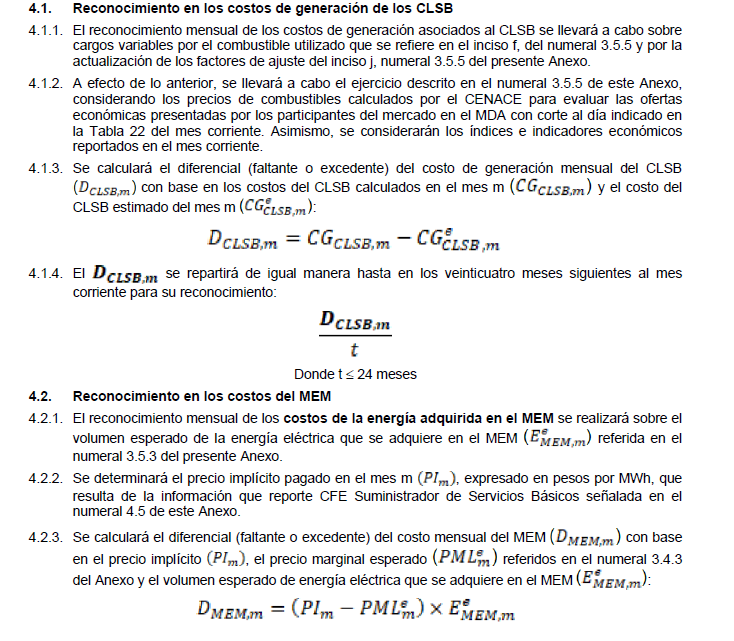 4.1. Reconocimiento en los costos de generación de los CLSB
4.1.1. El reconocimiento mensual de los costos de generación asociados al CLSB se llevará a cabo sobre
cargos variables por el combustible utilizado que se refiere en el inciso f, del numeral 3.5.5 y por la
actualización de los factores de ajuste del inciso j, numeral 3.5.5 del presente Anexo.
4.1.2. A efecto de lo anterior, se llevará a cabo el ejercicio descrito en el numeral 3.5.5 de este Anexo,
considerando los precios de combustibles calculados por el CENACE para evaluar las ofertas
económicas presentadas por los participantes del mercado en el MDA con corte al día indicado en
la Tabla 22 del mes corriente. Asimismo, se considerarán los índices e indicadores económicos
reportados en el mes corriente.
4.1.3. Se calculará el diferencial (faltante o excedente) del costo de generación mensual del CLSB
(D_{CLSB,m}) con base en los costos del CLSB calculados en el mes m (CG_{CLSB,m}) y el costo del
CLSB estimado del mes m (CG^e_{CLSB,m}):
D_{CLSB,m} = CG_{CLSB,m} − CG^e_{CLSB,m}
4.1.4. El D_{CLSB,m} se repartirá de igual manera hasta en los veinticuatro meses siguientes al mes
corriente para su reconocimiento:
D_{CLSB,m}
t
Donde t ≤ 24 meses
4.2. Reconocimiento en los costos del MEM
4.2.1. El reconocimiento mensual de los costos de la energía adquirida en el MEM se realizará sobre el
volumen esperado de la energía eléctrica que se adquiere en el MEM (E^e_{MEM,m}) referida en el
numeral 3.5.3 del presente Anexo.
4.2.2. Se determinará el precio implícito pagado en el mes m (PI_m), expresado en pesos por MWh, que
resulta de la información que reporte CFE Suministrador de Servicios Básicos señalada en el
numeral 4.5 de este Anexo.
4.2.3. Se calculará el diferencial (faltante o excedente) del costo mensual del MEM (D_{MEM,m}) con base
en el precio implícito (PI_m), el precio marginal esperado (PML^e_m) referidos en el numeral 3.4.3
del Anexo y el volumen esperado de energía eléctrica que se adquiere en el MEM (E^e_{MEM,m}):
D_{MEM,m} = (PI_m − PML^e_m) × E^e_{MEM,m}